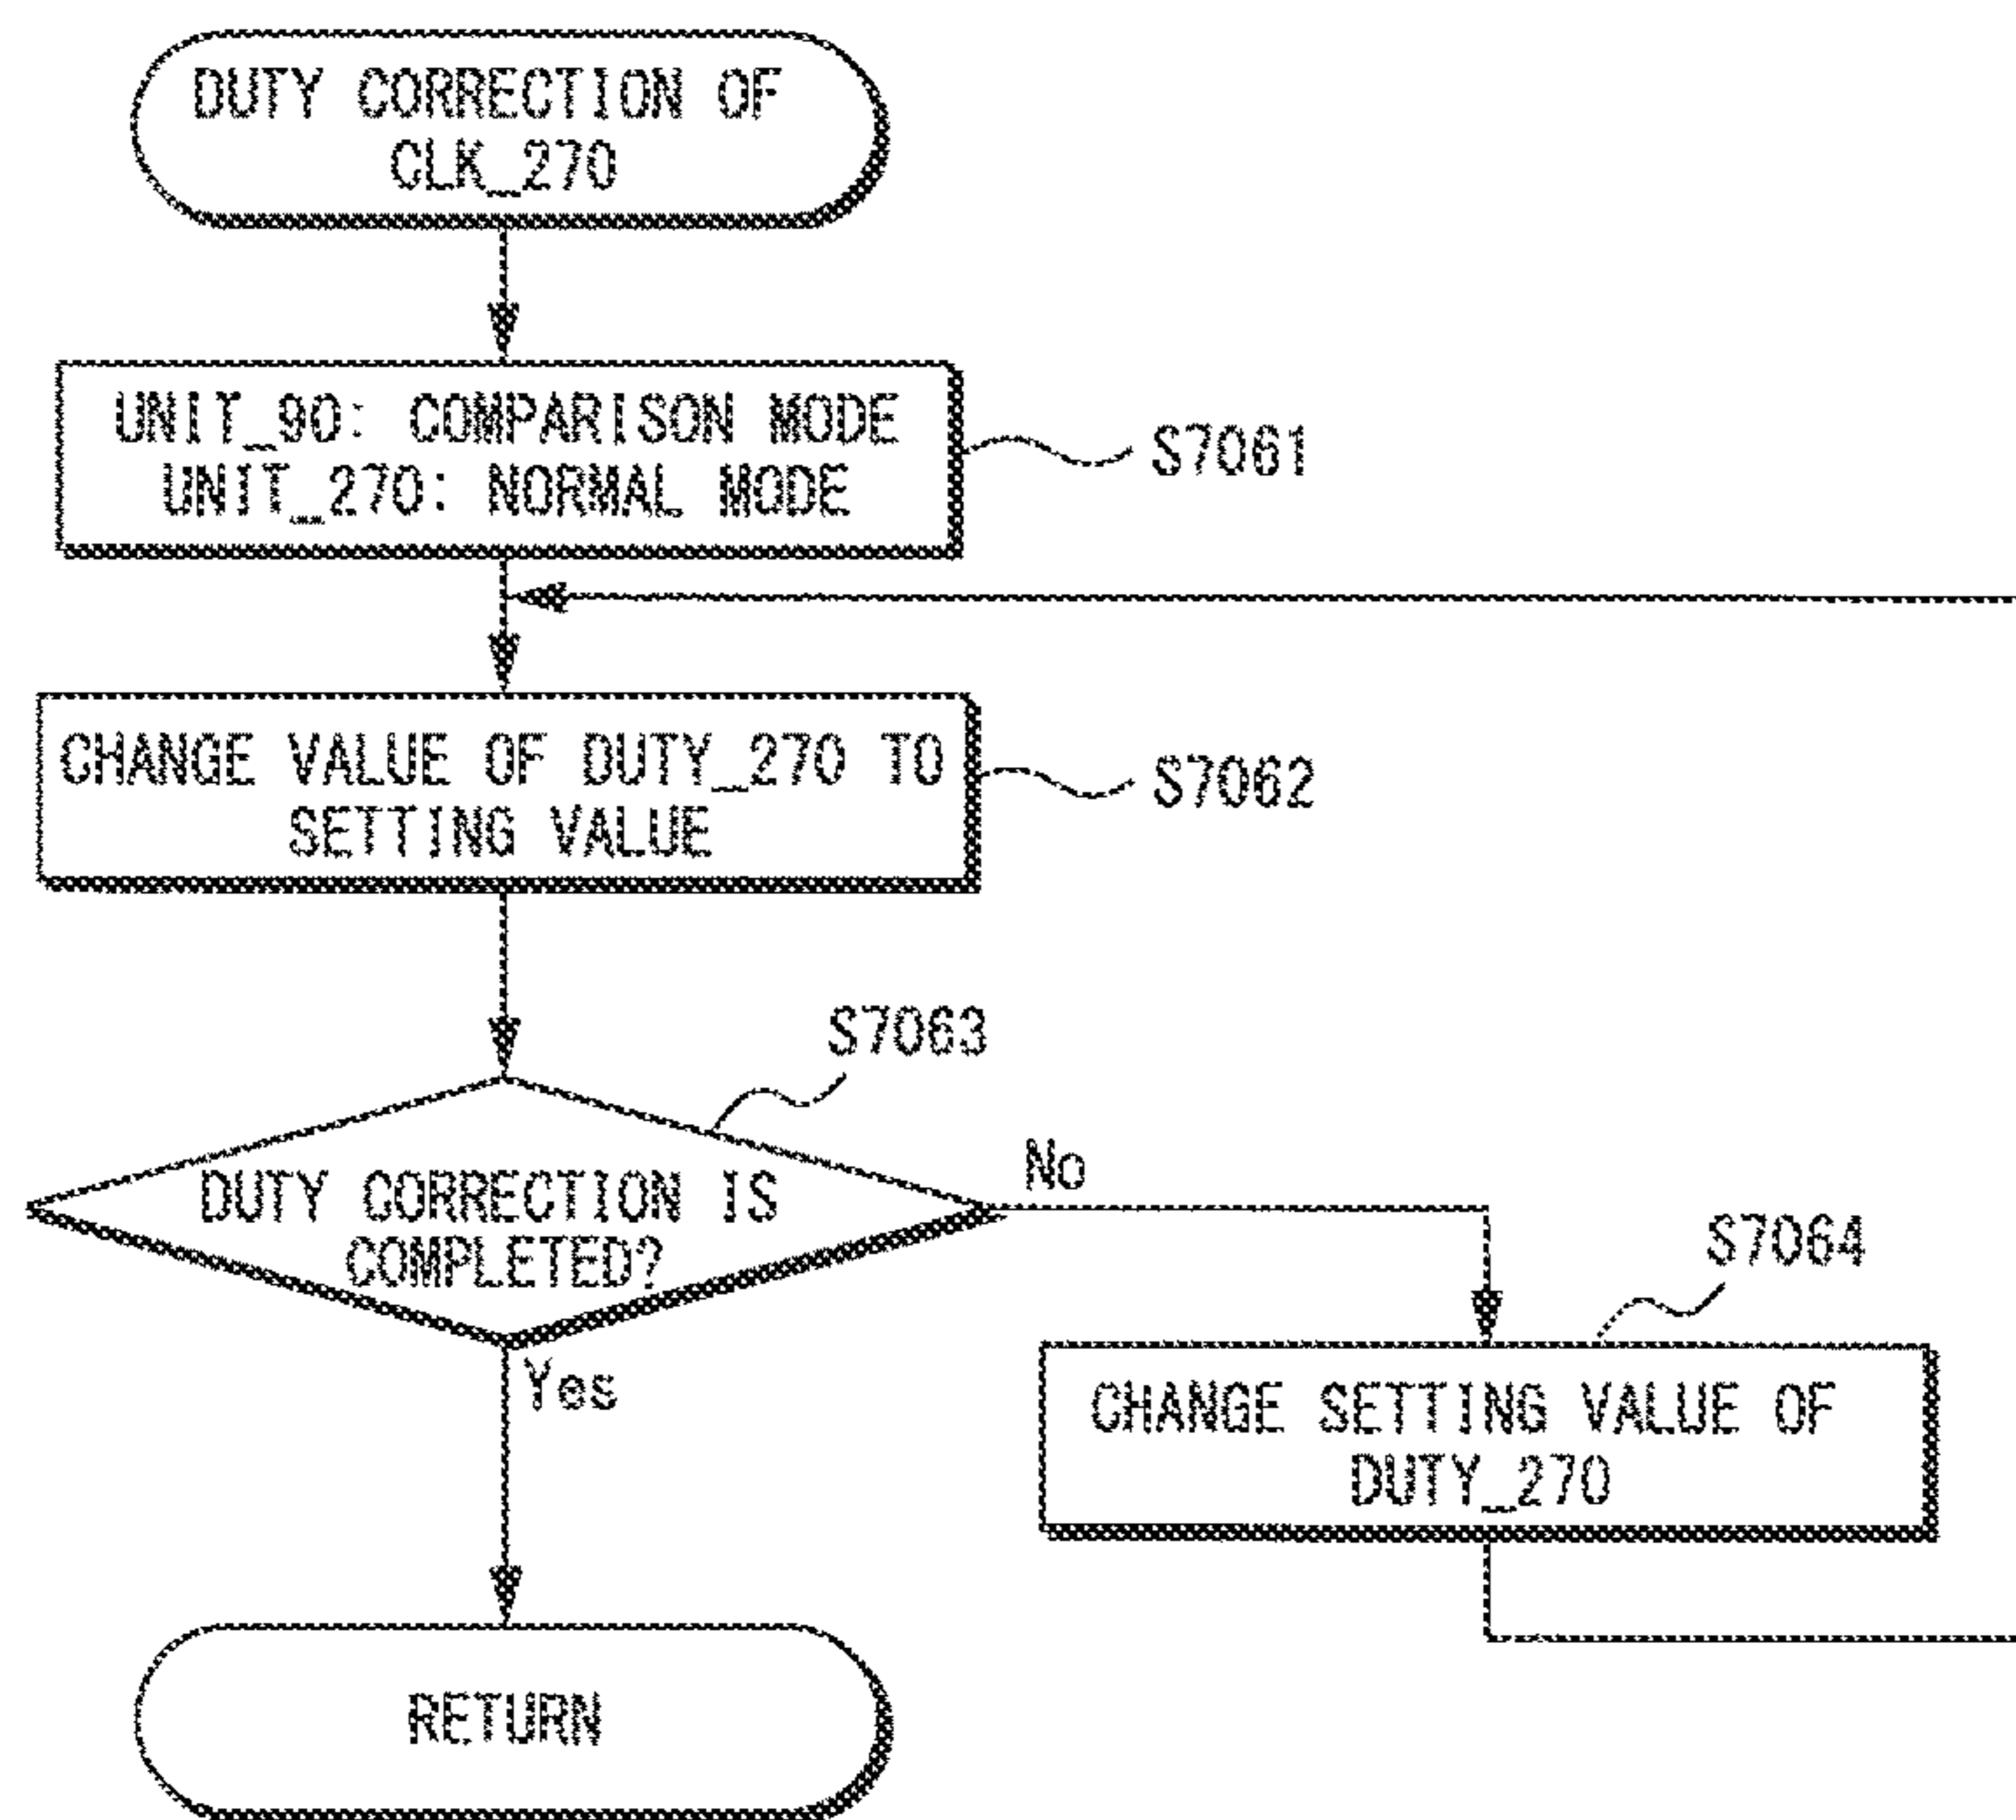 DUTY CORRECTION OF
CLK_270
UNIT_90: COMPARISON MODE
UNIT_270: NORMAL MODE
S7061
CHANGE VALUE OF DUTY_270 TO
SETTING VALUE
S7062
S7063
DUTY CORRECTION IS
COMPLETED?
No
Yes
S7064
CHANGE SETTING VALUE OF
DUTY_270
RETURN